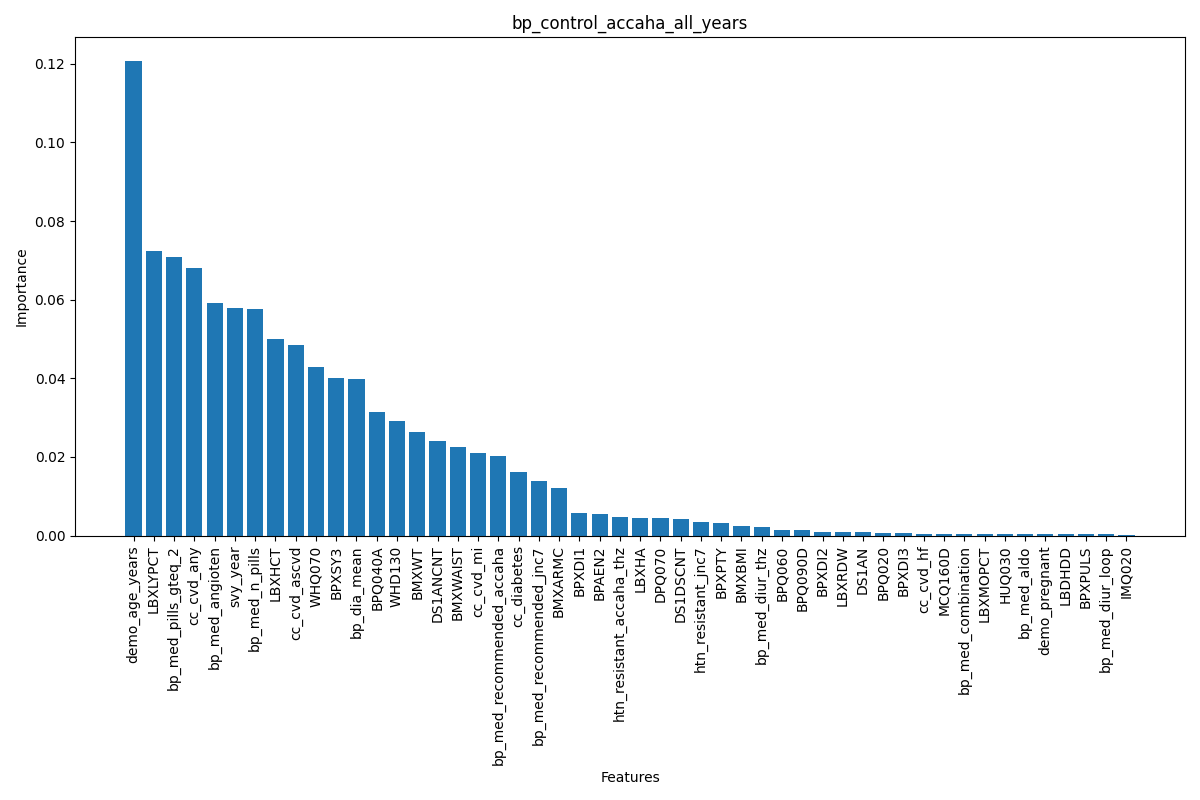 bp_control_accaha_all_years
Importance
0.12
0.10
0.08
0.06
0.04
0.02
0.00
demo_age_years
LBXLYPCT
bp_med_pills_gteq_2
cc_cvd_any
bp_med_angioten
svy_year
bp_med_n_pills
LBXHCT
cc_cvd_ascvd
WHQ070
BPXSY3
bp_dia_mean
BPQ040A
WHD130
BMXWT
DS1ANCNT
BMXWAIST
cc_cvd_mi
bp_med_recommended_accaha
cc_diabetes
bp_med_recommended_jnc7
BMXARMC
BPXDI1
BPAEN2
htn_resistant_accaha_thz
LBXHA
DPQ070
DS1DSCNT
htn_resistant_jnc7
BPXPTY
BMXBMI
bp_med_diur_thz
BPQ060
BPQ090D
BPXDI2
LBXRDW
DS1AN
BPQ020
BPXDI3
cc_cvd_hf
MCQ160D
bp_med_combination
LBXMOPCT
HUQ030
bp_med_aldo
demo_pregnant
LBDHDD
BPXPULS
bp_med_diur_loop
IMQ020
Features